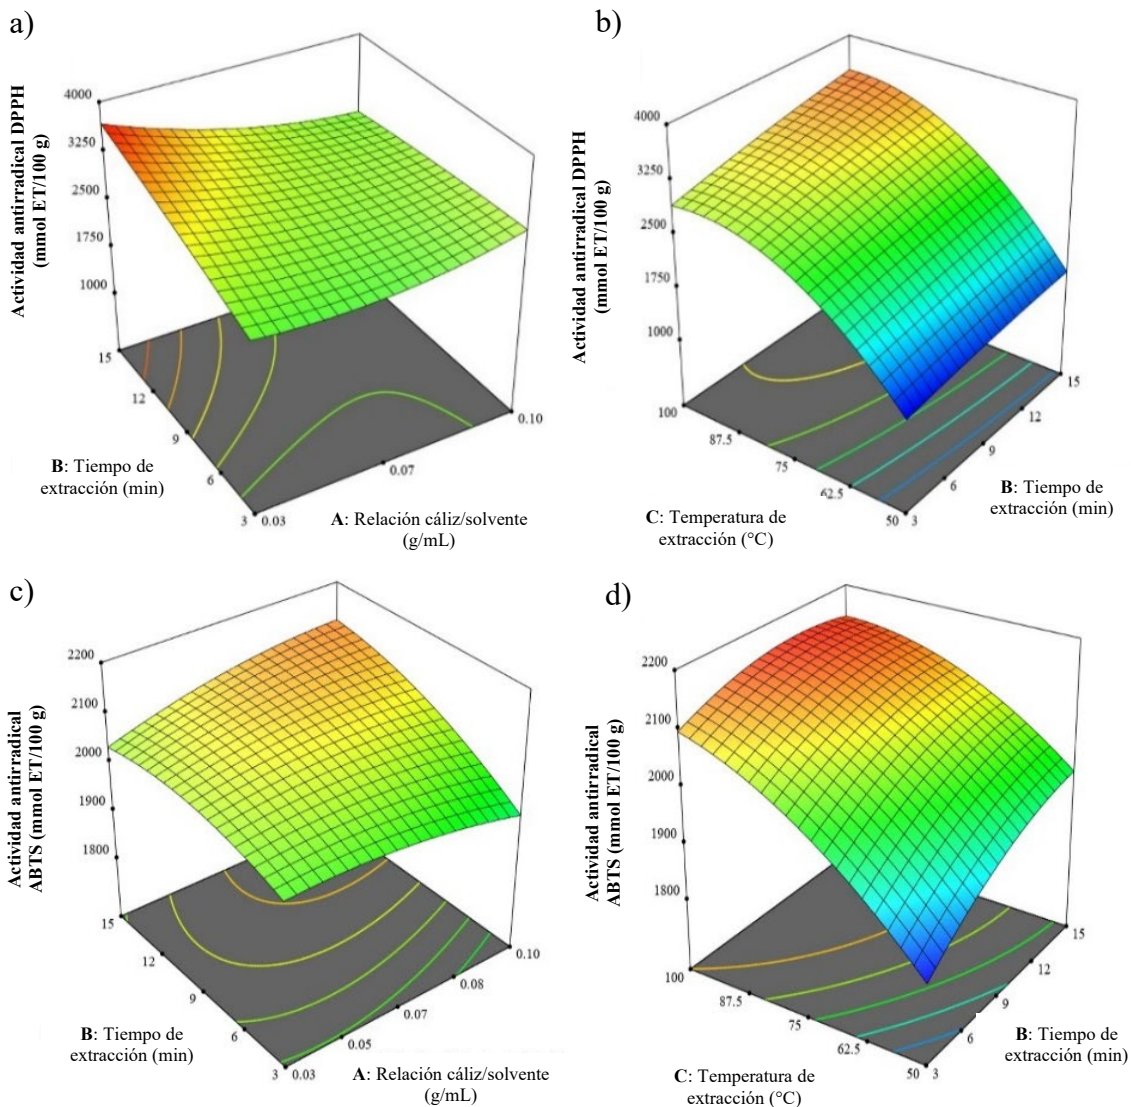 a)
Actividad antirradical DPPH
(mmol ET/100 g)
4000
3250
2500
1750
1000
15
12
9
6
3
0.03
0.07
0.10
B: Tiempo de
extracción (min)
A: Relación cáliz/solvente
(g/mL)
b)
Actividad antirradical DPPH
(mmol ET/100 g)
4000
3250
2500
1750
1000
100
87.5
75
62.5
50
3
6
9
12
15
C: Temperatura de
extracción (°C)
B: Tiempo de
extracción (min)
c)
Actividad antirradical
ABTS (mmol ET/100 g)
2200
2100
2000
1900
1800
15
12
9
6
3
0.03
0.05
0.07
0.08
0.10
B: Tiempo de
extracción (min)
A: Relación cáliz/solvente
(g/mL)
d)
Actividad antirradical
ABTS (mmol ET/100 g)
2200
2100
2000
1900
1800
100
87.5
75
62.5
50
3
6
9
12
15
C: Temperatura de
extracción (°C)
B: Tiempo de
extracción (min)